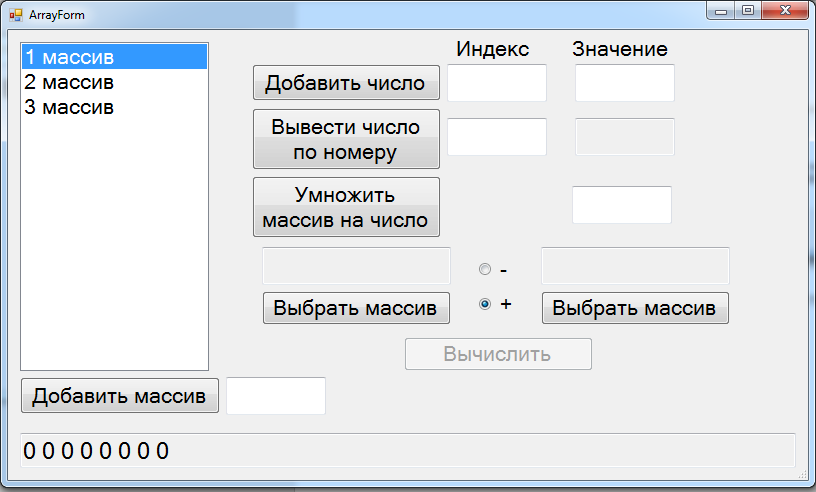 ArrayForm
1 массив
2 массив
3 массив
Индекс Значение
Добавить число
Вывести число
по номеру
Умножить
массив на число
-
Выбрать массив + Выбрать массив
Вычислить
Добавить массив
0 0 0 0 0 0 0 0